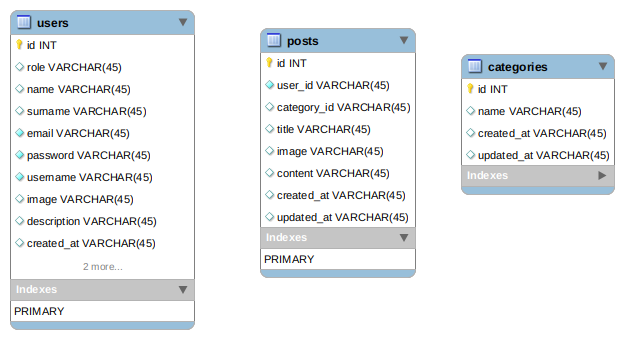 users
id INT
role VARCHAR(45)
name VARCHAR(45)
surname VARCHAR(45)
email VARCHAR(45)
password VARCHAR(45)
username VARCHAR(45)
image VARCHAR(45)
description VARCHAR(45)
created_at VARCHAR(45)
2 more...
Indexes
PRIMARY
posts
id INT
user_id VARCHAR(45)
category_id VARCHAR(45)
title VARCHAR(45)
image VARCHAR(45)
content VARCHAR(45)
created_at VARCHAR(45)
updated_at VARCHAR(45)
Indexes
PRIMARY
categories
id INT
name VARCHAR(45)
created_at VARCHAR(45)
updated_at VARCHAR(45)
Indexes